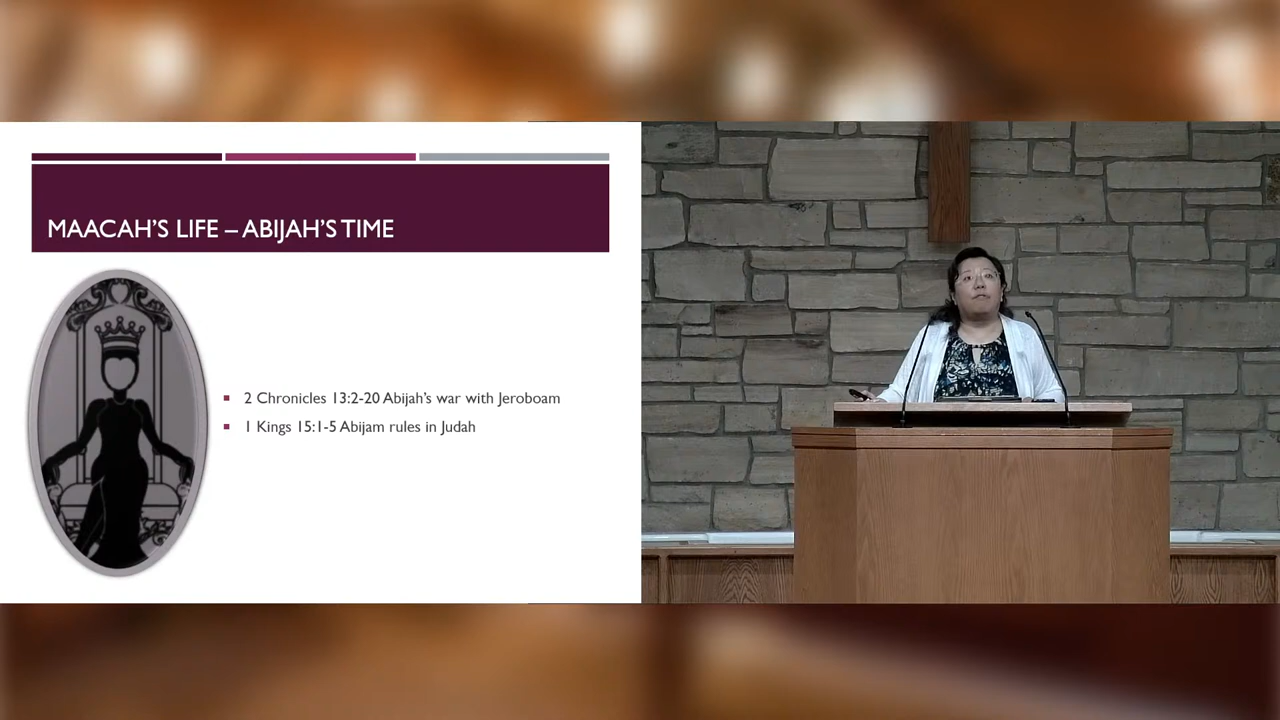 MAACAH'S LIFE – ABIJAH'S TIME
▪ 2 Chronicles 13:2-20 Abijah's war with Jeroboam
▪ 1 Kings 15:1-5 Abijam rules in Judah